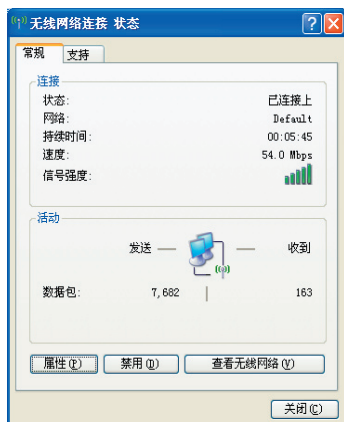 无线网络连接 状态
常规 支持
连接
状态: 已连接上
网络: Default
持续时间: 00:05:45
速度: 54.0 Mbps
信号强度:
活动
发送 — — 收到
数据包: 7,682 | 163
属性(P) 禁用(D) 查看无线网络(V)
关闭(C)